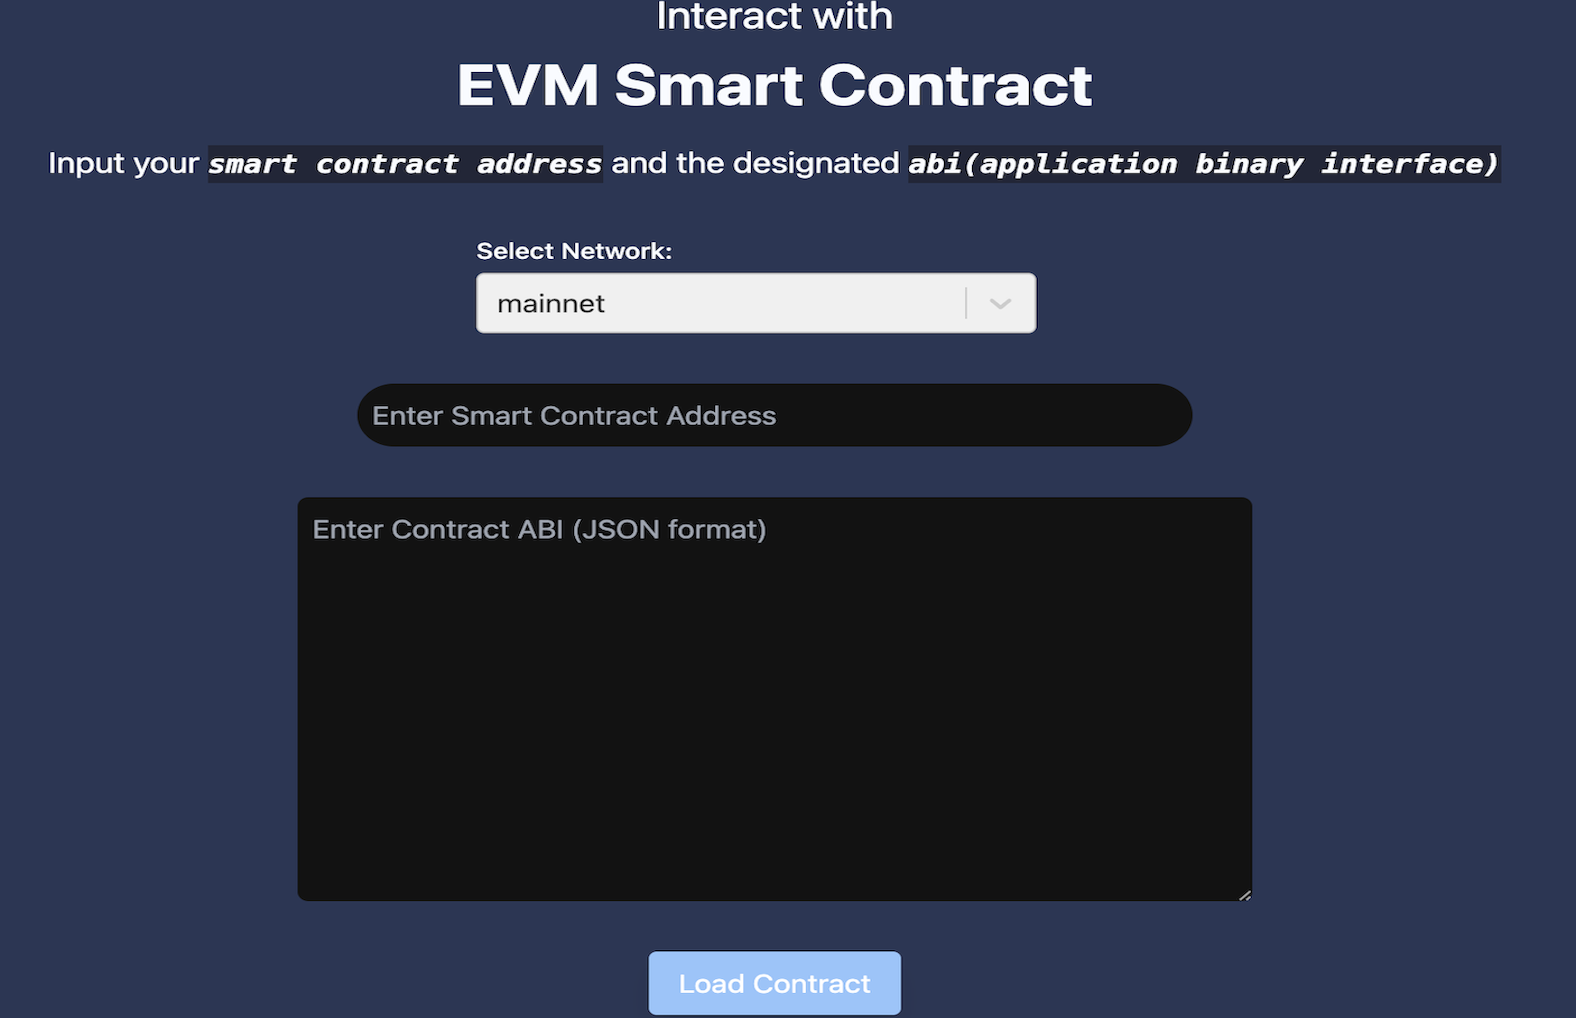 Interact with
EVM Smart Contract
Input your smart contract address and the designated abi(application binary interface)
Select Network:
mainnet
Enter Smart Contract Address
Enter Contract ABI (JSON format)
Load Contract